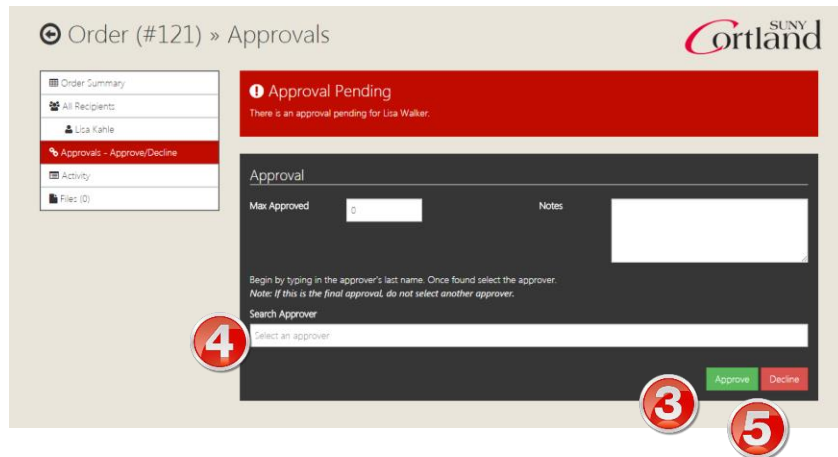 Order (#121) » Approvals
SUNY
Cortland
Order Summary
All Recipients
Lisa Kahle
Approvals - Approve/Decline
Activity
Files (0)
Approval Pending
There is an approval pending for Lisa Walker.
Approval
Max Approved
0
Notes
Begin by typing in the approver's last name. Once found select the approver.
Note: If this is the final approval, do not select another approver.
Search Approver
4
Select an approver
Approve
Decline
3
5